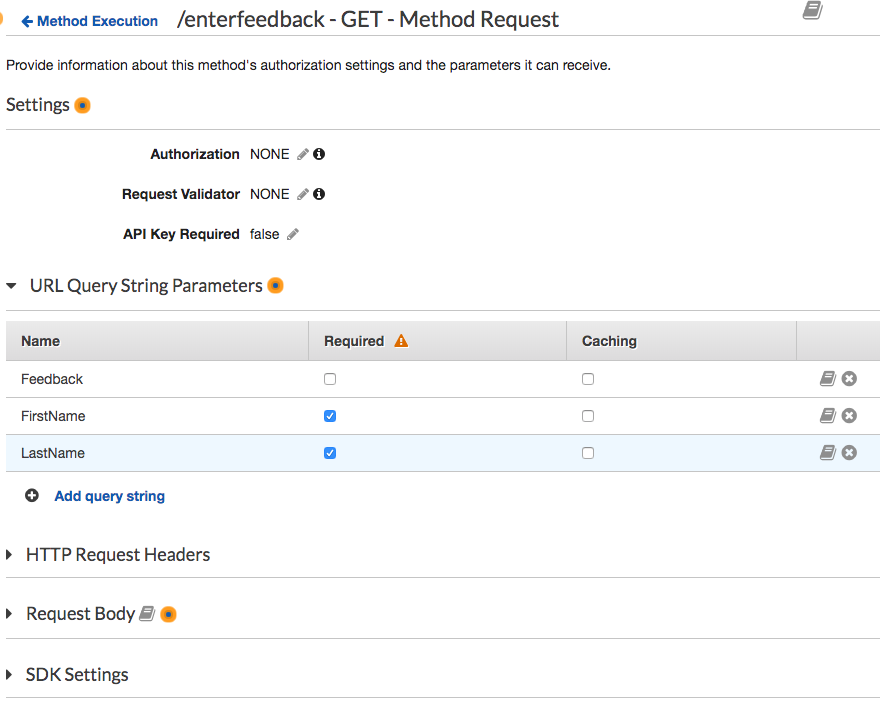 Method Execution /enterfeedback - GET - Method Request
Provide information about this method's authorization settings and the parameters it can receive.
Settings
Authorization NONE
Request Validator NONE
API Key Required false
URL Query String Parameters
Name Required Caching
Feedback
FirstName
LastName
Add query string
HTTP Request Headers
Request Body
SDK Settings